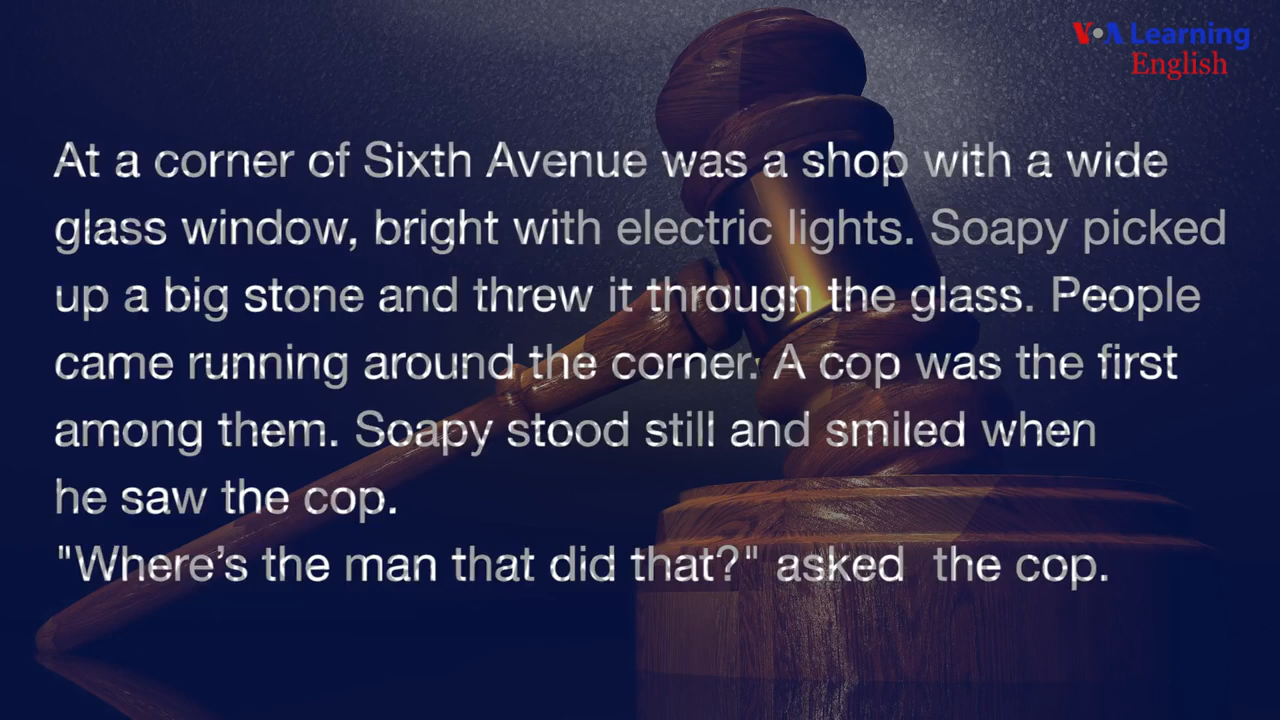 VOA Learning
English
At a corner of Sixth Avenue was a shop with a wide
glass window, bright with electric lights. Soapy picked
up a big stone and threw it through the glass. People
came running around the corner. A cop was the first
among them. Soapy stood still and smiled when
he saw the cop.
"Where’s the man that did that?" asked  the cop.